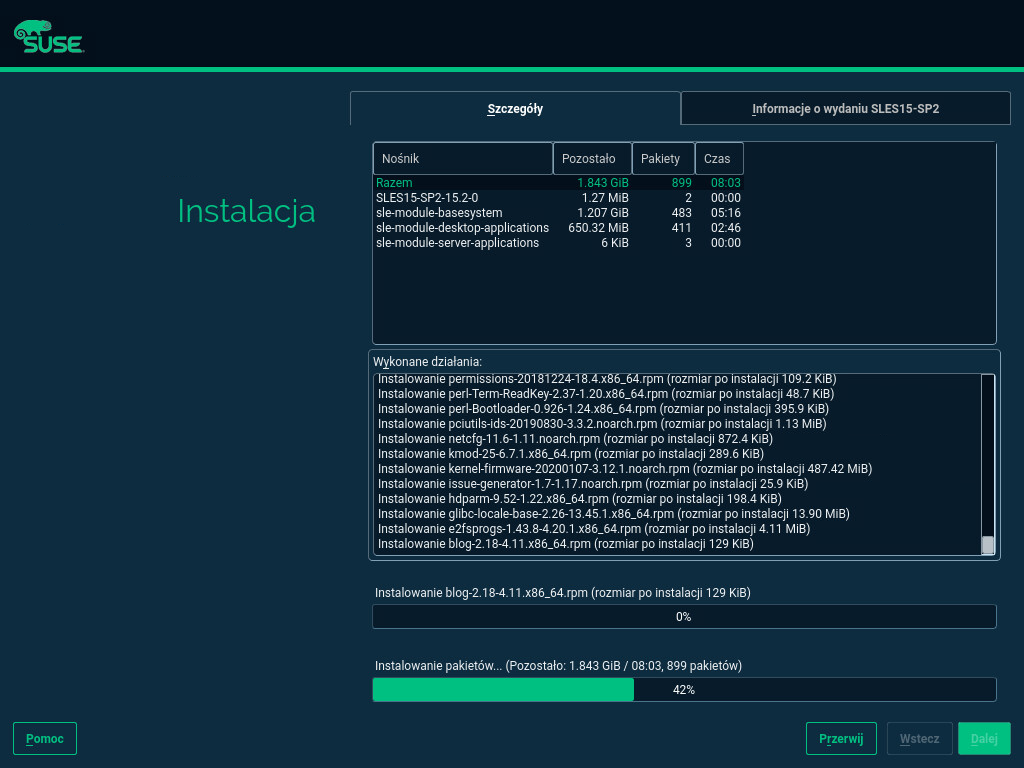 SUSE
Szczegóły Informacje o wydaniu SLES15-SP2
Instalacja
Nośnik Pozostało Pakiety Czas
Razem 1.843 GiB 899 08:03
SLES15-SP2-15.2-0 1.27 MiB 2 00:00
sle-module-basesystem 1.207 GiB 483 05:16
sle-module-desktop-applications 650.32 MiB 411 02:46
sle-module-server-applications 6 KiB 3 00:00
Wykonane działania:
Instalowanie permissions-20181224-18.4.x86_64.rpm (rozmiar po instalacji 109.2 KiB)
Instalowanie perl-Term-ReadKey-2.37-1.20.x86_64.rpm (rozmiar po instalacji 48.7 KiB)
Instalowanie perl-Bootloader-0.926-1.24.x86_64.rpm (rozmiar po instalacji 395.9 KiB)
Instalowanie pciutils-ids-20190830-3.3.2.noarch.rpm (rozmiar po instalacji 1.13 MiB)
Instalowanie netcfg-11.6-1.11.noarch.rpm (rozmiar po instalacji 872.4 KiB)
Instalowanie kmod-25-6.7.1.x86_64.rpm (rozmiar po instalacji 289.6 KiB)
Instalowanie kernel-firmware-20200107-3.12.1.noarch.rpm (rozmiar po instalacji 487.42 MiB)
Instalowanie issue-generator-1.7-1.17.noarch.rpm (rozmiar po instalacji 25.9 KiB)
Instalowanie hdparm-9.52-1.22.x86_64.rpm (rozmiar po instalacji 198.4 KiB)
Instalowanie glibc-locale-base-2.26-13.45.1.x86_64.rpm (rozmiar po instalacji 13.90 MiB)
Instalowanie e2fsprogs-1.43.8-4.20.1.x86_64.rpm (rozmiar po instalacji 4.11 MiB)
Instalowanie blog-2.18-4.11.x86_64.rpm (rozmiar po instalacji 129 KiB)
Instalowanie blog-2.18-4.11.x86_64.rpm (rozmiar po instalacji 129 KiB)
0%
Instalowanie pakietów... (Pozostało: 1.843 GiB / 08:03, 899 pakietów)
42%
Pomoc Przerwij Wstecz Dalej